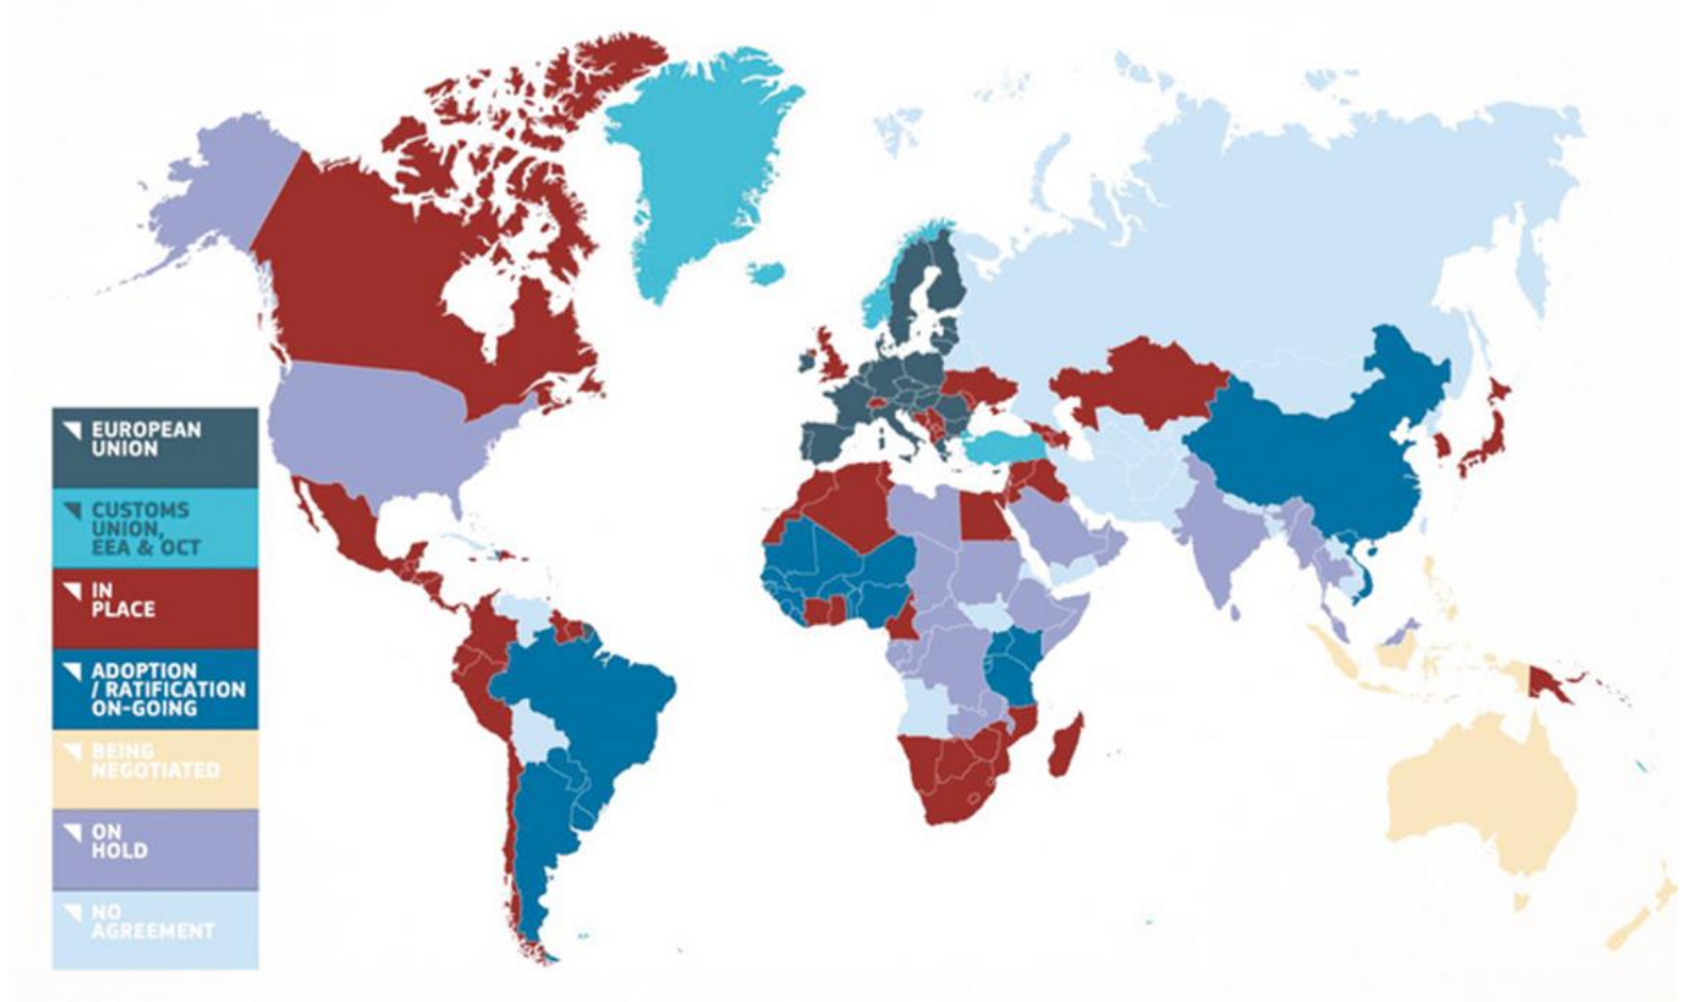 EUROPEAN
UNION
CUSTOMS
UNION,
EEA & OCT
IN
PLACE
ADOPTION
/ RATIFICATION
ON-GOING
BEING
NEGOTIATED
ON
HOLD
NO
AGREEMENT